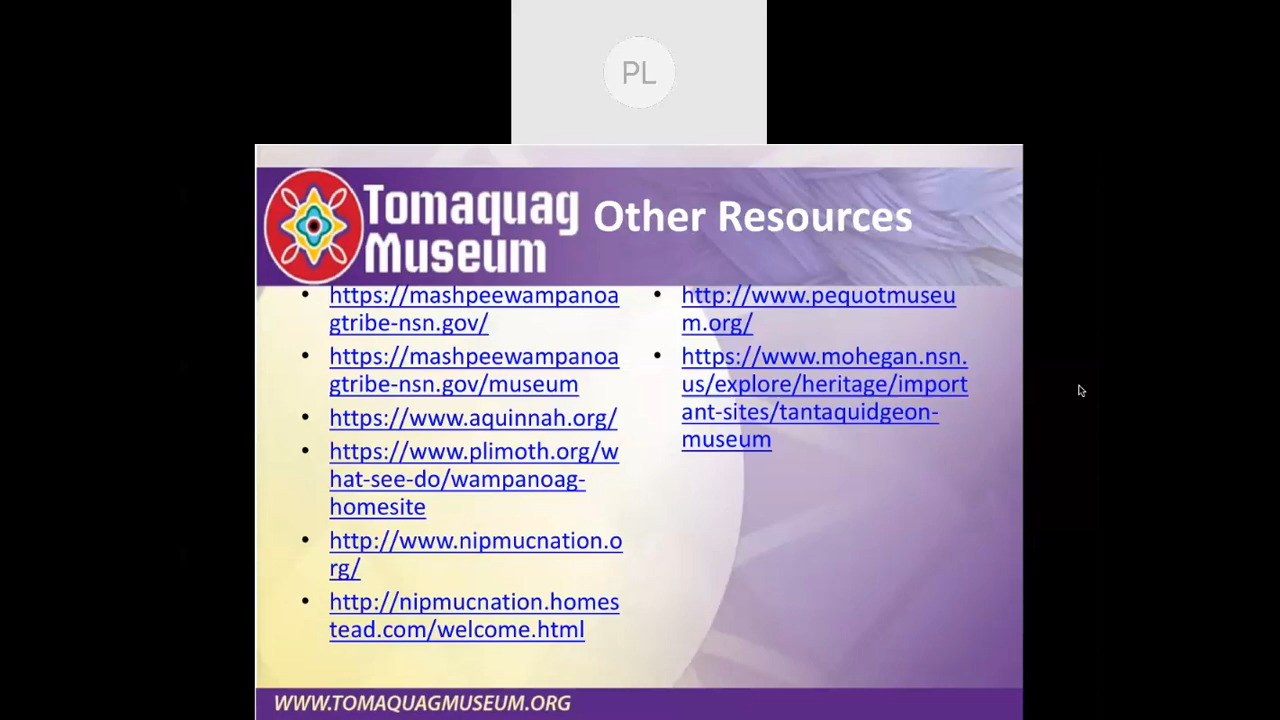 PL
Tomaquag
Museum
Other Resources
• https://mashpeewampanoa
gtribe-nsn.gov/
• https://mashpeewampanoa
gtribe-nsn.gov/museum
• https://www.aquinnah.org/
• https://www.plimoth.org/w
hat-see-do/wampanoag-
homesite
• http://www.nipmucnation.o
rg/
• http://nipmucnation.homes
tead.com/welcome.html
• http://www.pequotmuseu
m.org/
• https://www.mohegan.nsn.
us/explore/heritage/import
ant-sites/tantaquidgeon-
museum
WWW.TOMAQUAGMUSEUM.ORG